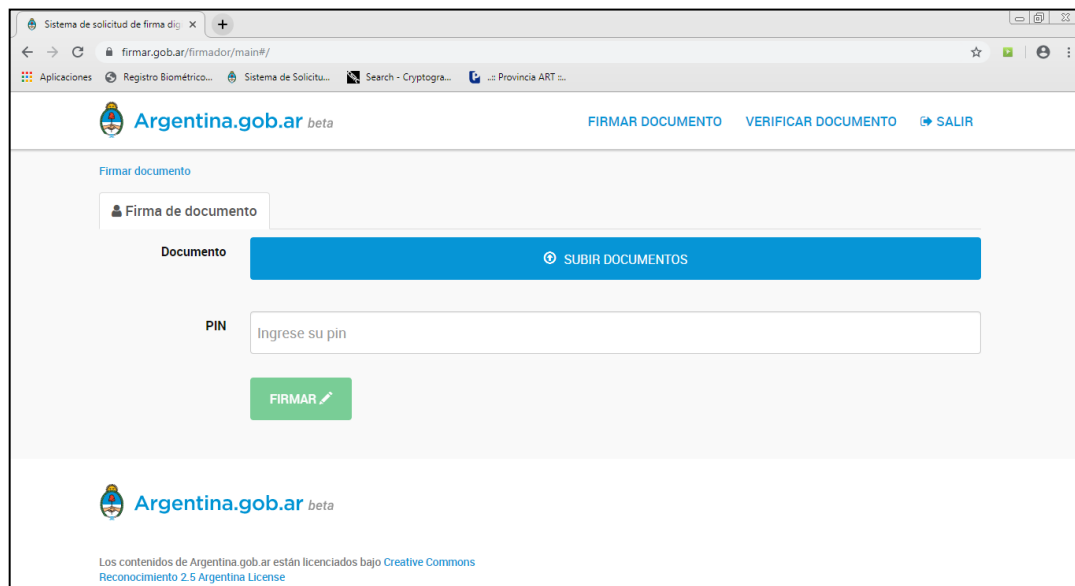 Sistema de solicitud de firma dig
firmar.gob.ar/firmador/main#/
Aplicaciones Registro Biométrico... Sistema de Solicitu... Search - Cryptogra... ..:: Provincia ART ::..
Argentina.gob.ar beta FIRMAR DOCUMENTO VERIFICAR DOCUMENTO SALIR
Firmar documento
Firma de documento
Documento SUBIR DOCUMENTOS
PIN Ingrese su pin
FIRMAR
Argentina.gob.ar beta
Los contenidos de Argentina.gob.ar están licenciados bajo Creative Commons
Reconocimiento 2.5 Argentina License